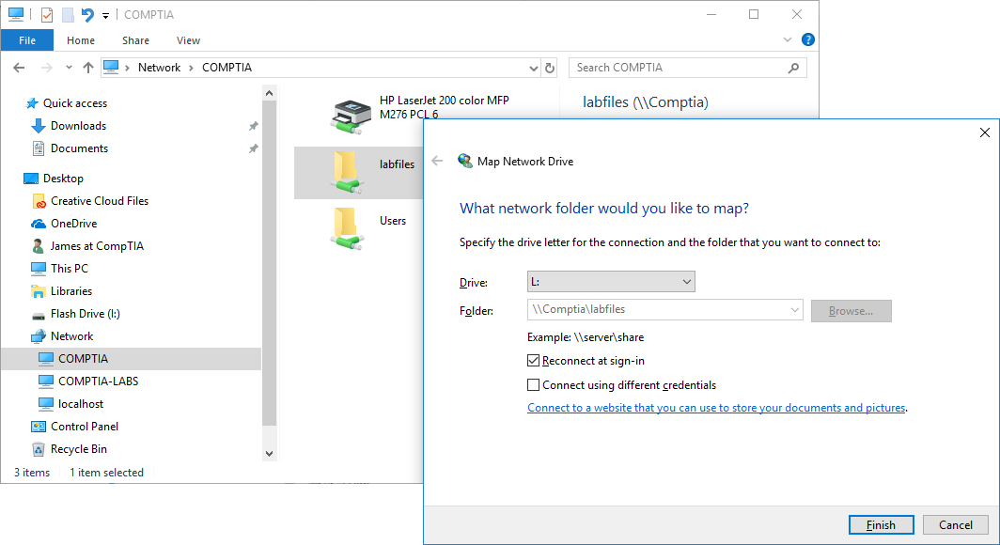 COMPTIA
File Home Share View
Network > COMPTIA
Search COMPTIA
Quick access
Downloads
Documents
Desktop
Creative Cloud Files
OneDrive
James at CompTIA
This PC
Libraries
Flash Drive (I:)
Network
COMPTIA
COMPTIA-LABS
localhost
Control Panel
Recycle Bin
3 items 1 item selected
HP LaserJet 200 color MFP
M276 PCL 6
labfiles
Users
labfiles (\\Comptia)
Map Network Drive
What network folder would you like to map?
Specify the drive letter for the connection and the folder that you want to connect to:
Drive: L:
Folder: \\Comptia\labfiles Browse...
Example: \\server\share
Reconnect at sign-in
Connect using different credentials
Connect to a website that you can use to store your documents and pictures.
Finish Cancel